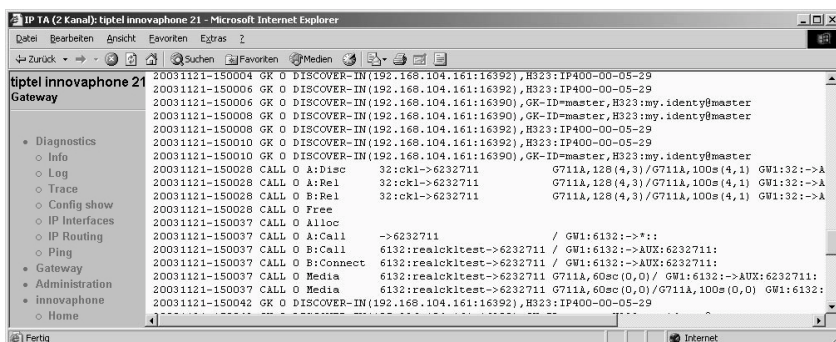 IP TA (2 Kanal): tiptel innovaphone 21 - Microsoft Internet Explorer
Datei Bearbeiten Ansicht Favoriten Extras ?
Zurück Suchen Favoriten Medien
tiptel innovaphone 21
Gateway
Diagnostics
Info
Log
Trace
Config show
IP Interfaces
IP Routing
Ping
Gateway
Administration
innovaphone
Home
20031121-150004 GK 0 DISCOVER-IN(192.168.104.161:16392),H323:IP400-00-05-29
20031121-150006 GK 0 DISCOVER-IN(192.168.104.161:16392),H323:IP400-00-05-29
20031121-150006 GK 0 DISCOVER-IN(192.168.104.161:16390),GK-ID=master,H323:my.identy@master
20031121-150008 GK 0 DISCOVER-IN(192.168.104.161:16392),H323:IP400-00-05-29
20031121-150008 GK 0 DISCOVER-IN(192.168.104.161:16390),GK-ID=master,H323:my.identy@master
20031121-150010 GK 0 DISCOVER-IN(192.168.104.161:16392),H323:IP400-00-05-29
20031121-150010 GK 0 DISCOVER-IN(192.168.104.161:16390),GK-ID=master,H323:my.identy@master
20031121-150028 CALL 0 A:Disc 32:ckl->6232711 G711A,128(4,3)/G711A,100s(4,1) GW1:32:->A
20031121-150028 CALL 0 A:Rel 32:ckl->6232711 G711A,128(4,3)/G711A,100s(4,1) GW1:32:->A
20031121-150028 CALL 0 B:Rel 32:ckl->6232711 G711A,128(4,3)/G711A,100s(4,1) GW1:32:->A
20031121-150028 CALL 0 Free
20031121-150037 CALL 0 Alloc
20031121-150037 CALL 0 A:Call ->6232711 / GW1:6132:->*::
20031121-150037 CALL 0 B:Call 6132:realckltest->6232711 / GW1:6132:->AUX:6232711:
20031121-150037 CALL 0 B:Connect 6132:realckltest->6232711 / GW1:6132:->AUX:6232711:
20031121-150037 CALL 0 Media 6132:realckltest->6232711 G711A,60sc(0,0)/ GW1:6132:->AUX:6232711:
20031121-150037 CALL 0 Media 6132:realckltest->6232711 G711A,60sc(0,0)/G711A,100s(0,0) GW1:6132:
20031121-150042 GK 0 DISCOVER-IN(192.168.104.161:16392),H323:IP400-00-05-29
Fertig
Internet